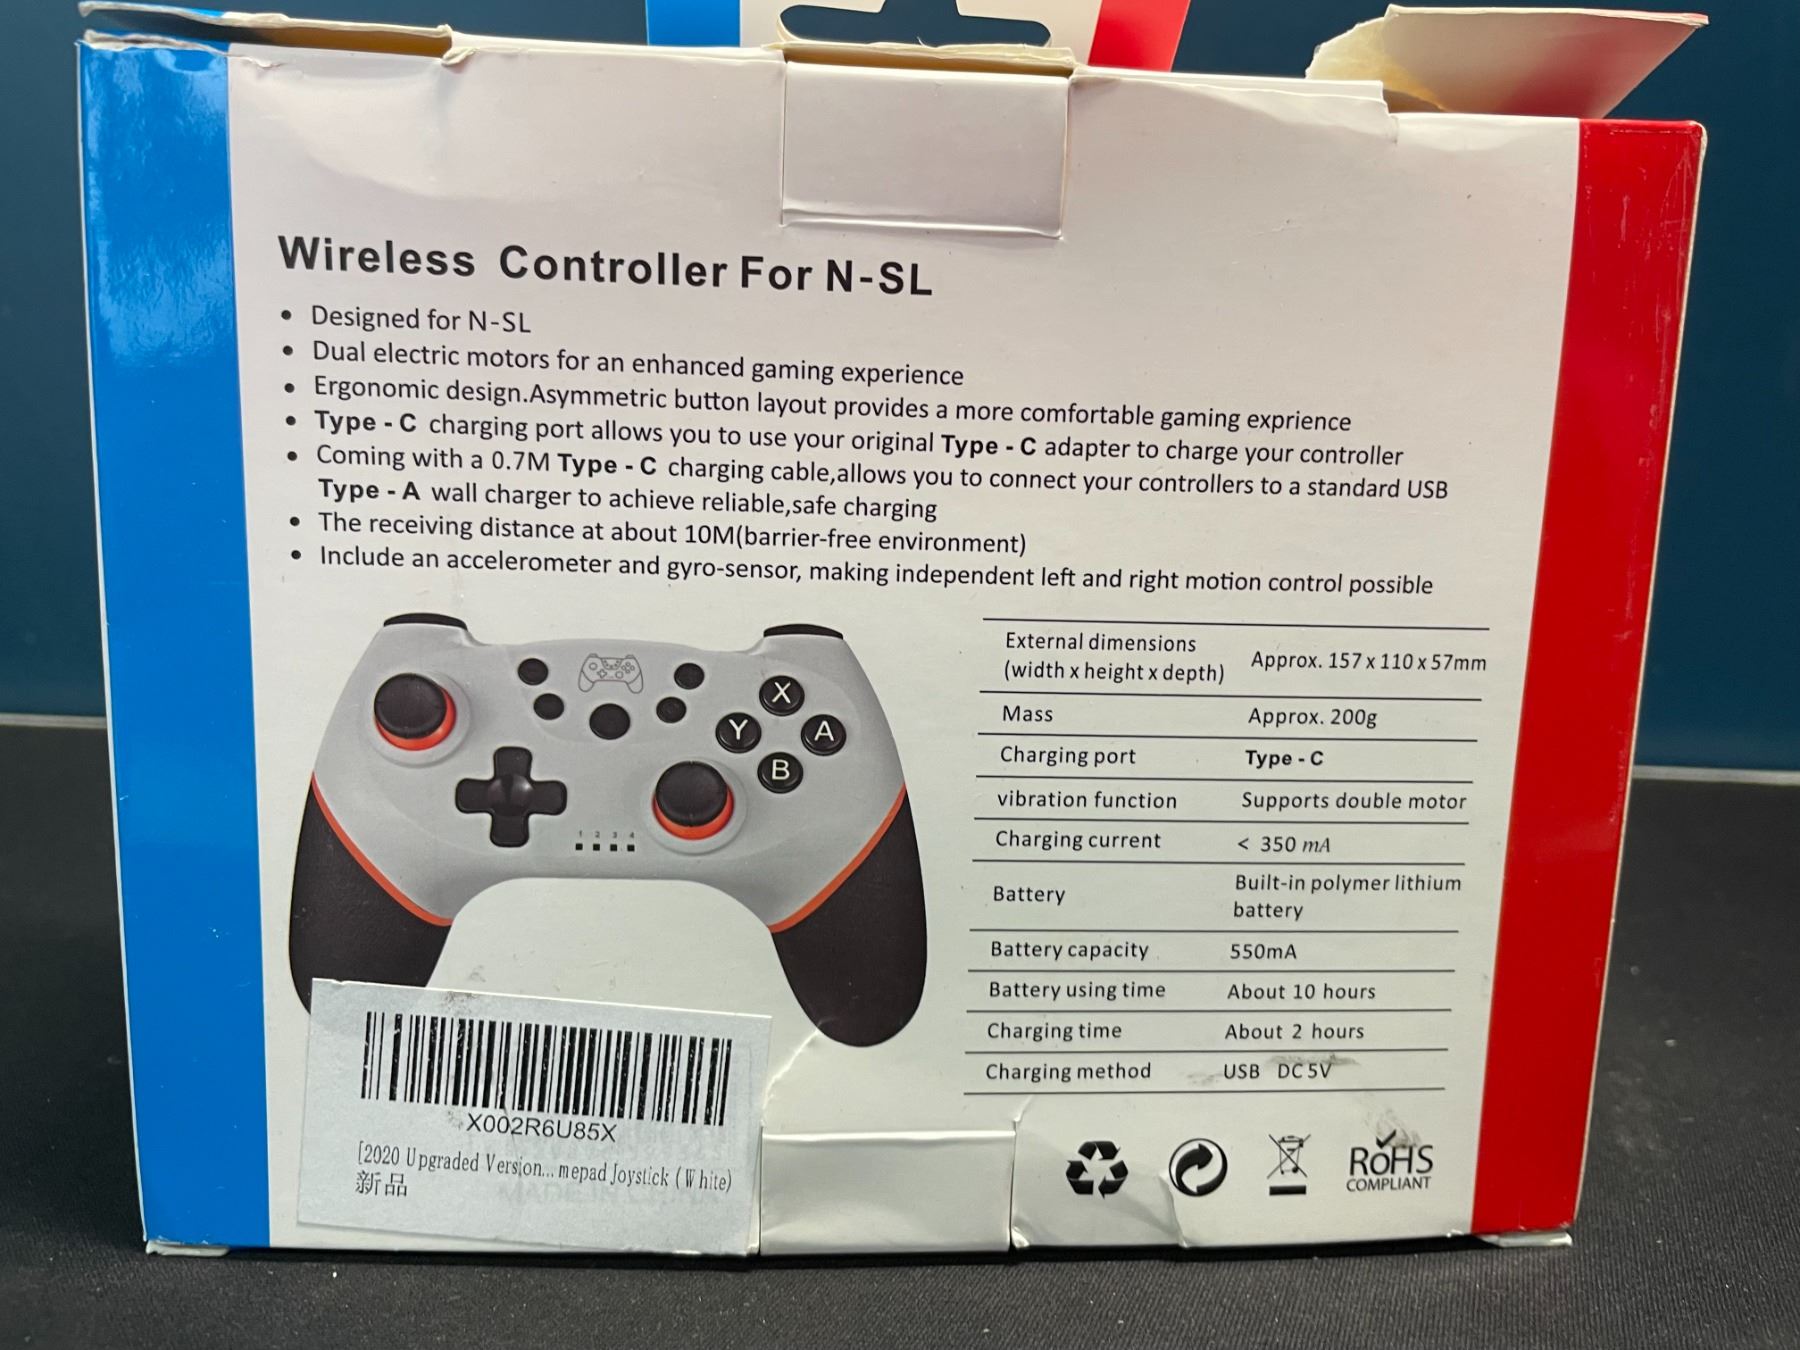 Wireless Controller For N-SL
• Designed for N-SL
• Dual electric motors for an enhanced gaming experience
• Ergonomic design.Asymmetric button layout provides a more comfortable gaming exprience
• Type - C charging port allows you to use your original Type - C adapter to charge your controller
• Coming with a 0.7M Type - C charging cable,allows you to connect your controllers to a standard USB
Type - A wall charger to achieve reliable,safe charging
• The receiving distance at about 10M(barrier-free environment)
• Include an accelerometer and gyro-sensor, making independent left and right motion control possible
X
Y
A
B
1 2 3 4
External dimensions
(width x height x depth) Approx. 157 x 110 x 57mm
Mass Approx. 200g
Charging port Type - C
vibration function Supports double motor
Charging current < 350 mA
Battery Built-in polymer lithium
battery
Battery capacity 550mA
Battery using time About 10 hours
Charging time About 2 hours
Charging method USB DC 5V
X002R6U85X
[2020 Upgraded Version... mepad Joystick (White)
新品
RoHS
COMPLIANT